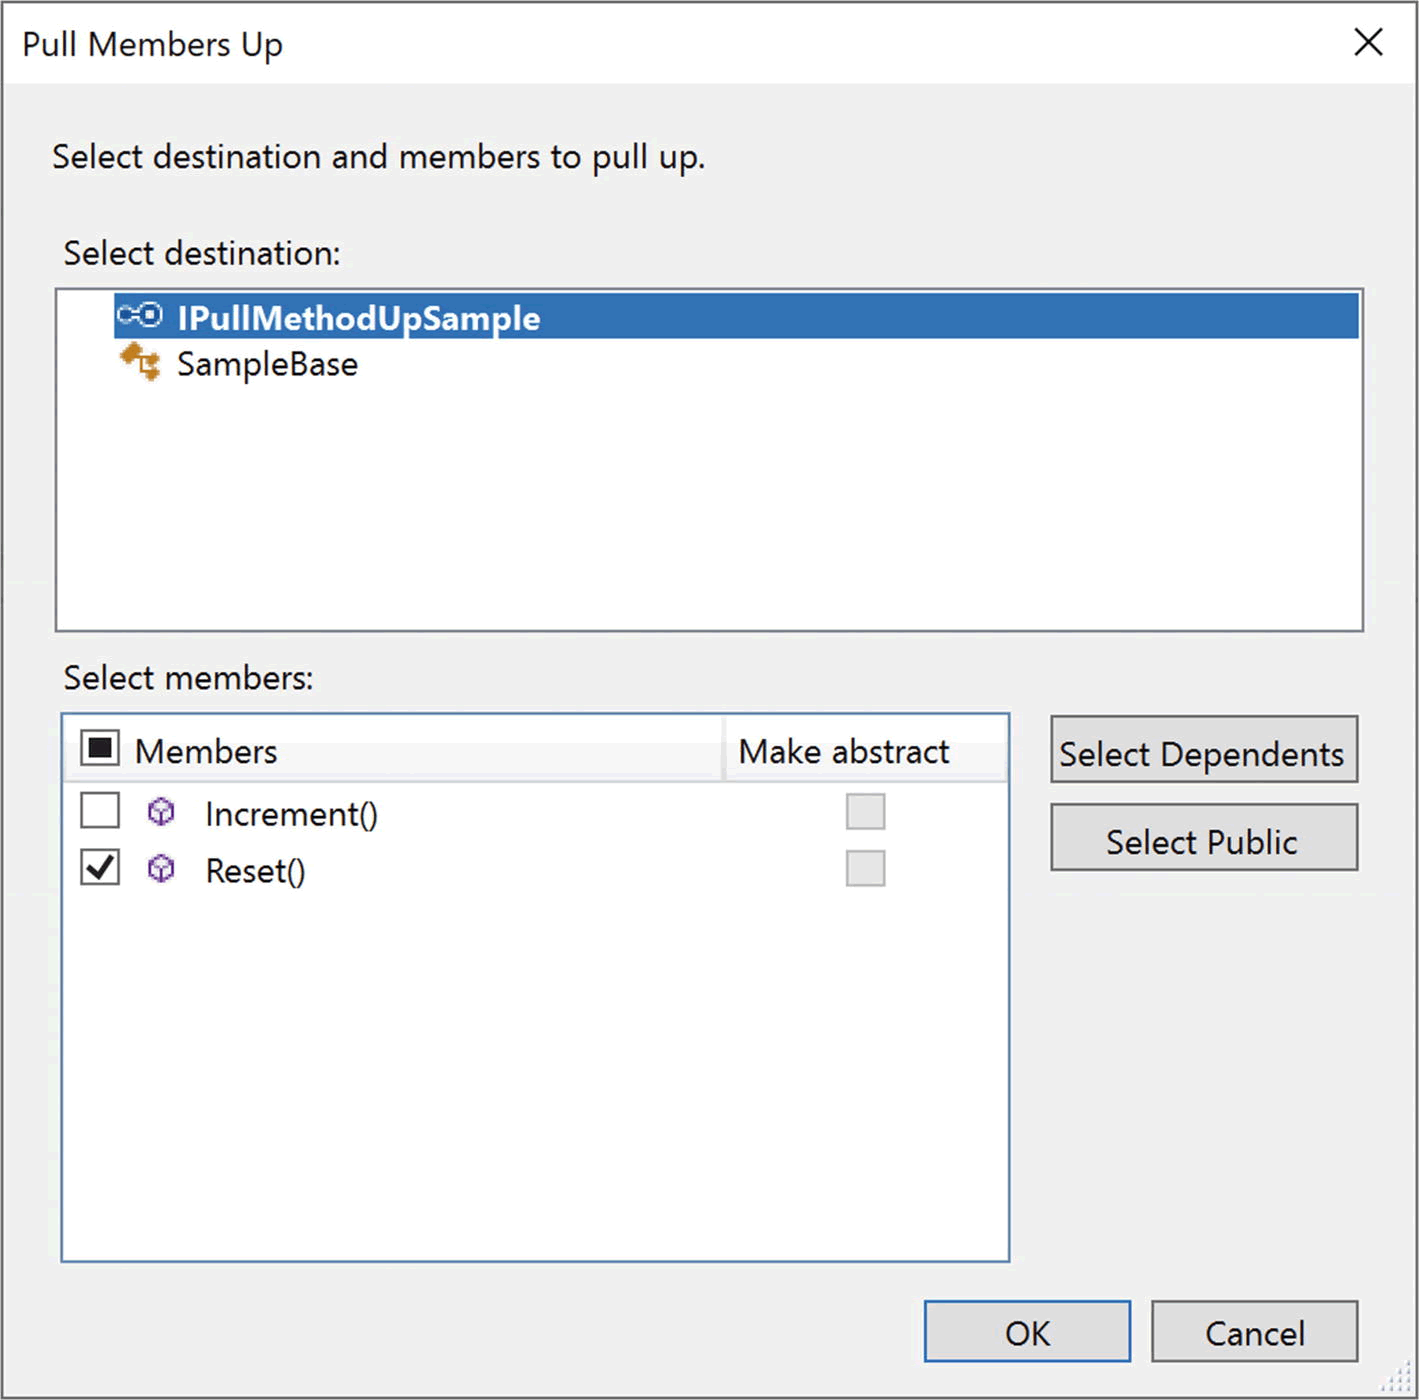 Pull Members Up
Select destination and members to pull up.
Select destination:
IPullMethodUpSample
SampleBase
Select members:
Members Make abstract
Increment()
Reset()
Select Dependents
Select Public
OK Cancel